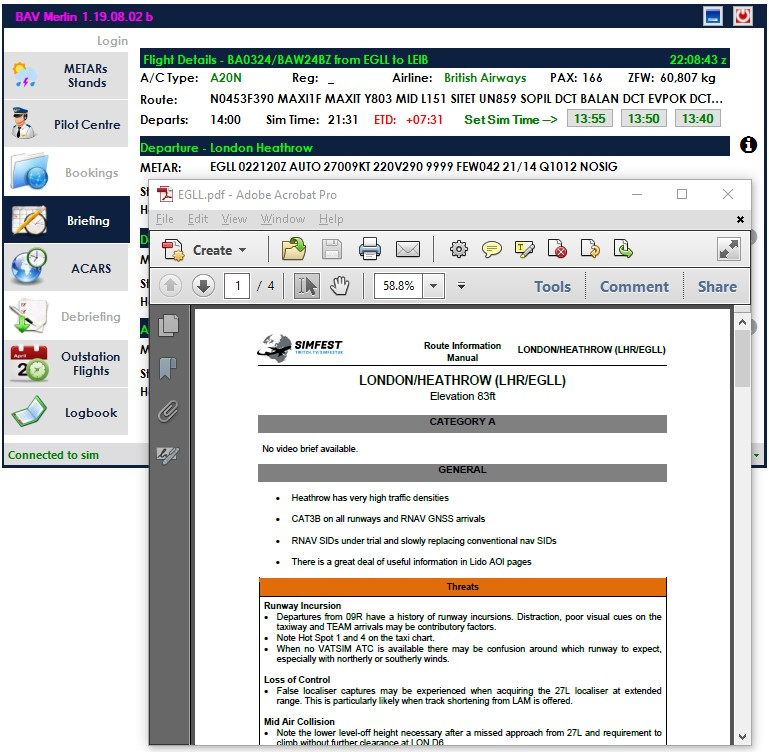 BAV Merlin 1.19.08.02 b
Login
METARs
Stands
Pilot Centre
Bookings
Briefing
ACARS
Debriefing
April
Outstation
Flights
Logbook
Connected to sim
Flight Details - BA0324/BAW24BZ from EGLL to LEIB 22:08:43 z
A/C Type: A20N Reg: _ Airline: British Airways PAX: 166 ZFW: 60,807 kg
Route: N0453F390 MAXI1F MAXIT Y803 MID L151 SITET UN859 SOPIL DCT BALAN DCT EVPOK DCT...
Departs: 14:00 Sim Time: 21:31 ETD: +07:31 Set Sim Time --> 13:55 13:50 13:40
Departure - London Heathrow
METAR: EGLL 022120Z AUTO 27009KT 220V290 9999 FEW042 21/14 Q1012 NOSIG
EGLL.pdf - Adobe Acrobat Pro
File Edit View Window Help
Create
1 / 4 58.8% Tools Comment Share
SIMFEST
Route Information
Manual
LONDON/HEATHROW (LHR/EGLL)
LONDON/HEATHROW (LHR/EGLL)
Elevation 83ft
CATEGORY A
No video brief available.
GENERAL
• Heathrow has very high traffic densities
• CAT3B on all runways and RNAV GNSS arrivals
• RNAV SIDs under trial and slowly replacing conventional nav SIDs
• There is a great deal of useful information in Lido AOI pages
Threats
Runway Incursion
• Departures from 09R have a history of runway incursions. Distraction, poor visual cues on the
taxiway and TEAM arrivals may be contributory factors.
• Note Hot Spot 1 and 4 on the taxi chart.
• When no VATSIM ATC is available there may be confusion around which runway to expect,
especially with northerly or southerly winds.
Loss of Control
• False localiser captures may be experienced when acquiring the 27L localiser at extended
range. This is particularly likely when track shortening from LAM is offered.
Mid Air Collision
• Note the lower level-off height necessary after a missed approach from 27L and requirement to
climb without further clearance at LON D6.